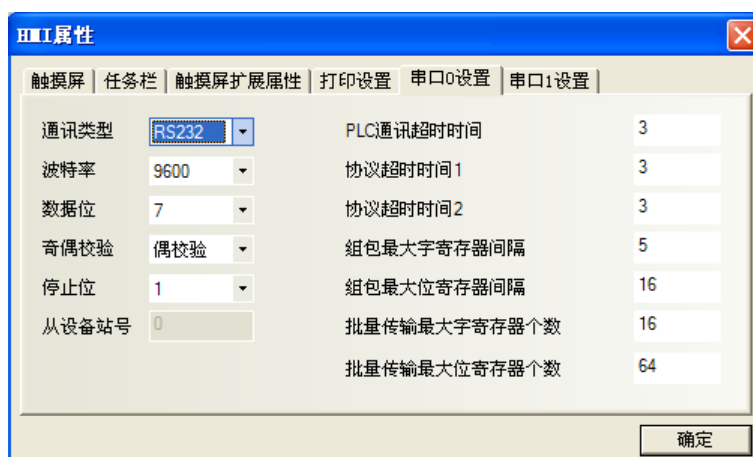 HMI属性
触摸屏 任务栏 触摸屏扩展属性 打印设置 串口0设置 串口1设置
通讯类型 RS232 PLC通讯超时时间 3
波特率 9600 协议超时时间1 3
数据位 7 协议超时时间2 3
奇偶校验 偶校验 组包最大字寄存器间隔 5
停止位 1 组包最大位寄存器间隔 16
从设备站号 0 批量传输最大字寄存器个数 16
批量传输最大位寄存器个数 64
确定